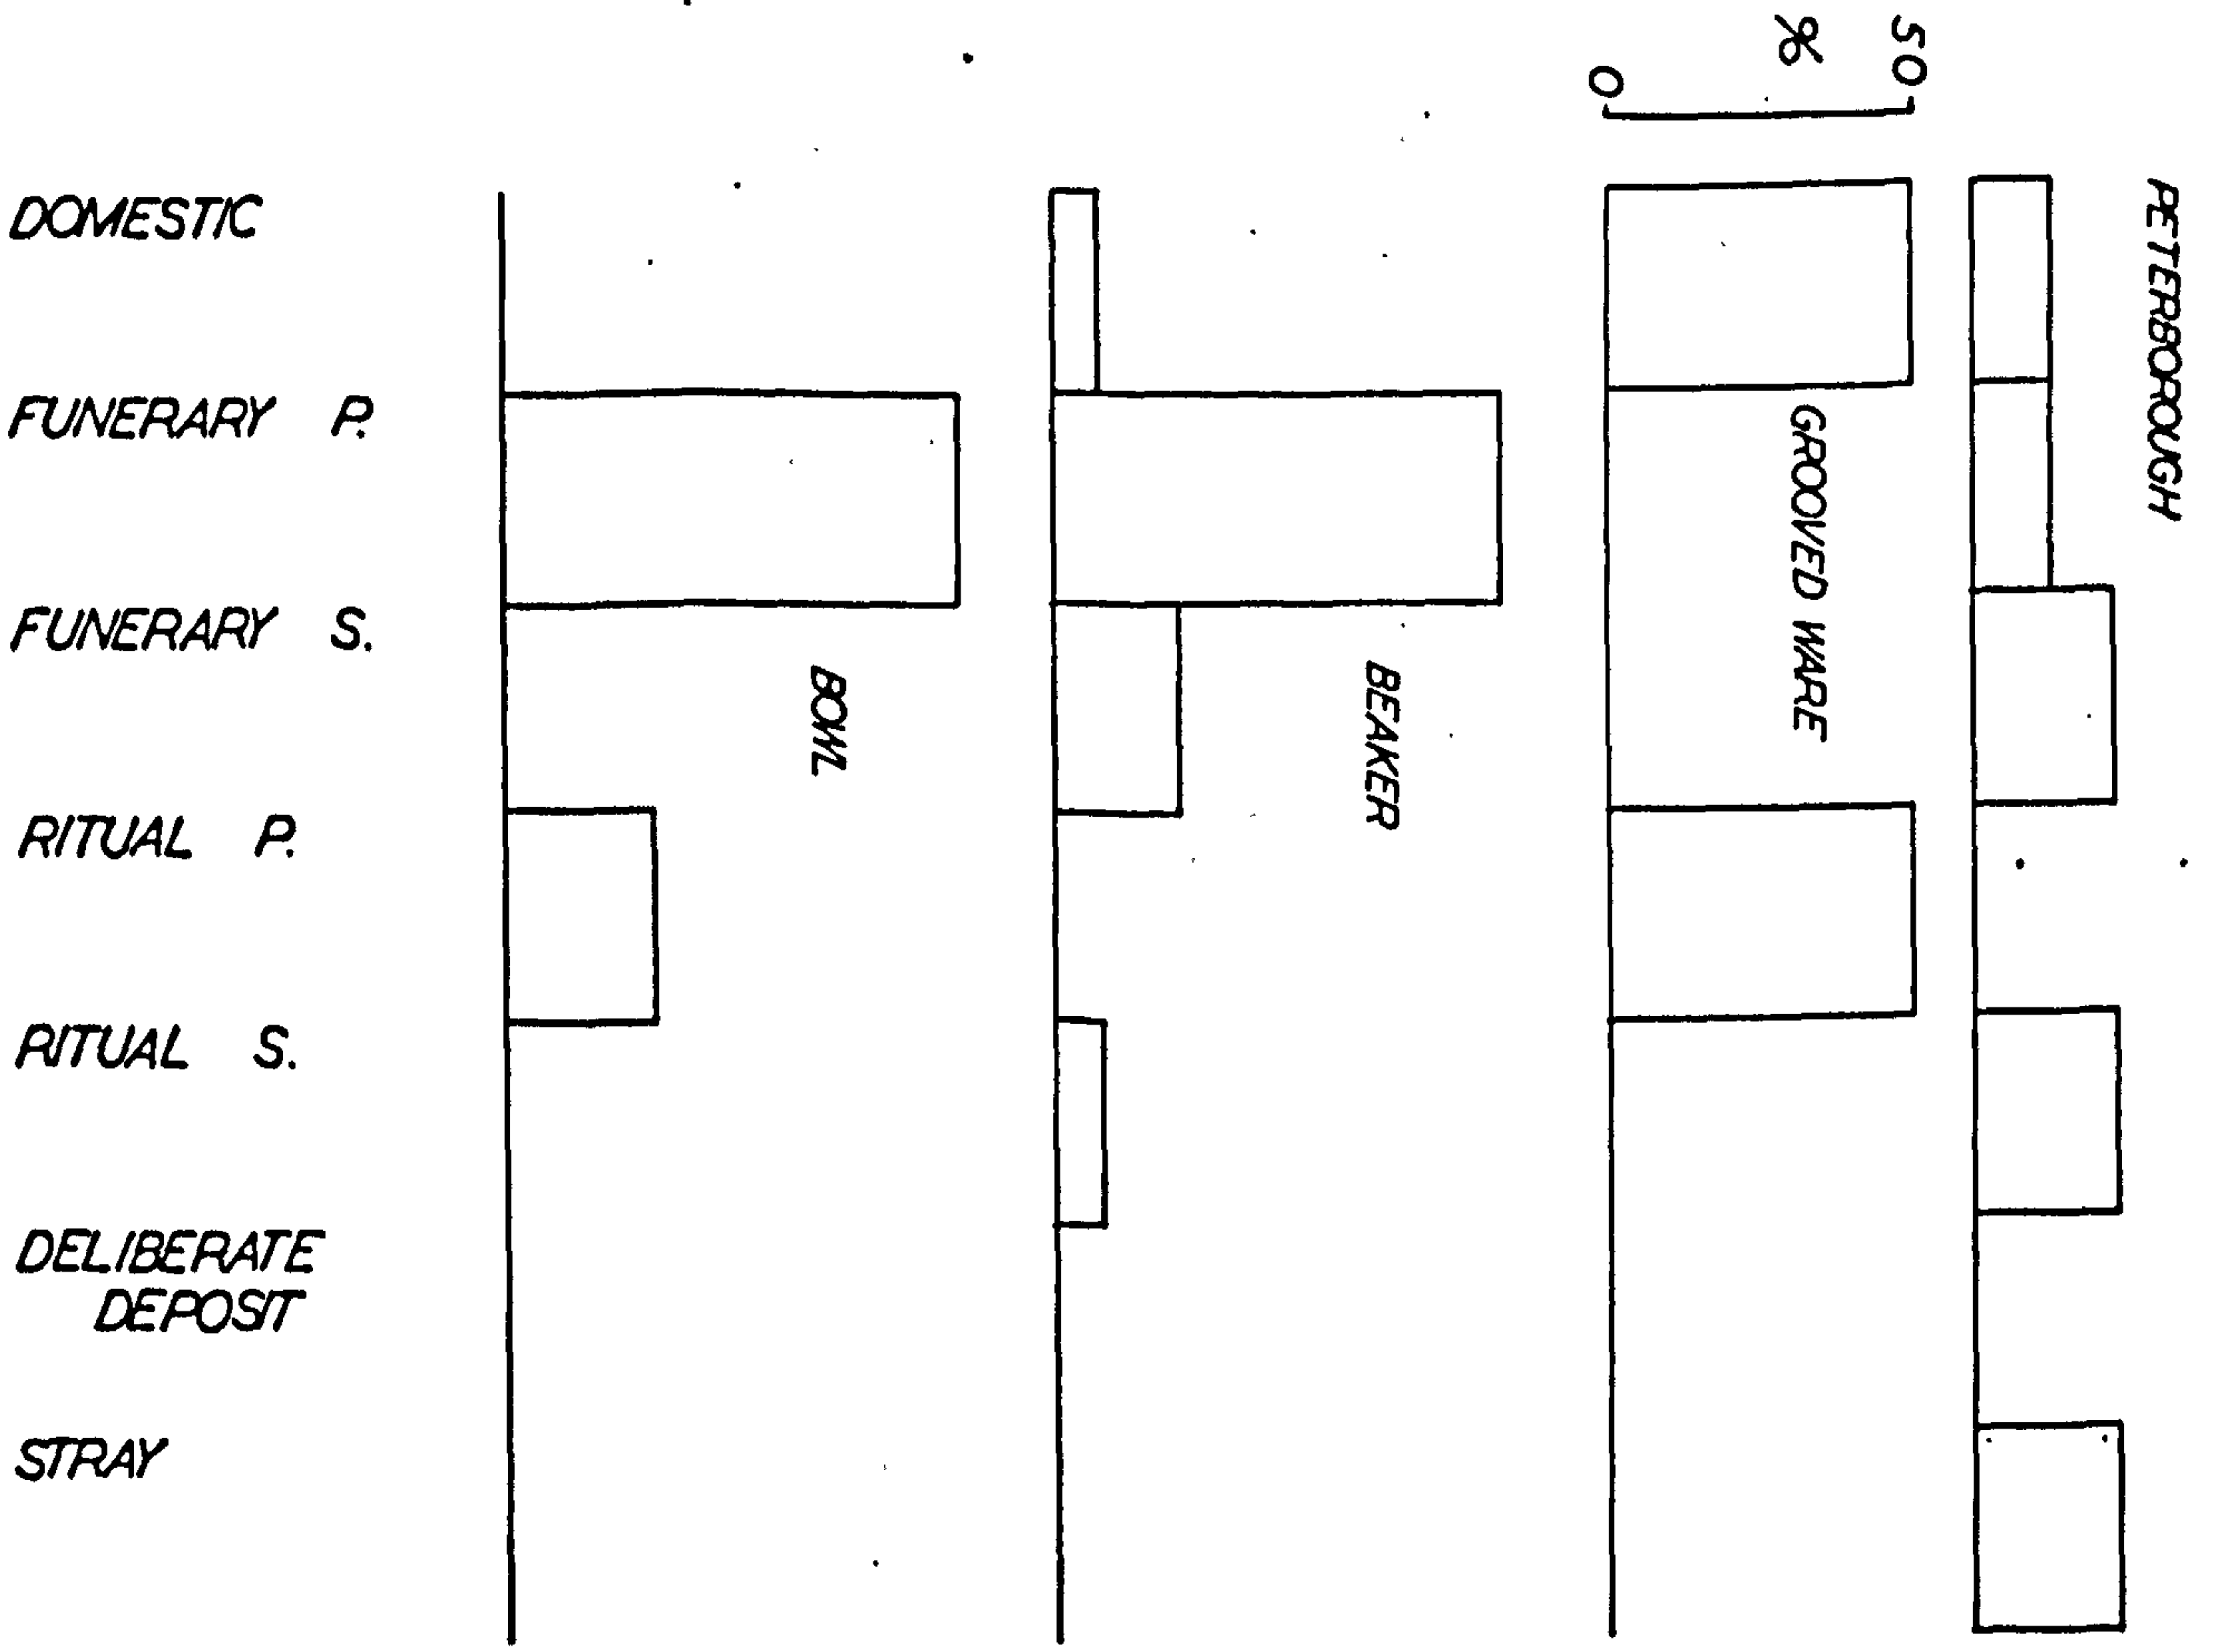 PETERBOROUGH
50
%
0
GROOVED WARE
BEAKER
BOWL
DOMESTIC
FUNERARY P.
FUNERARY S.
RITUAL P.
RITUAL S.
DELIBERATE
DEPOSIT
STRAY